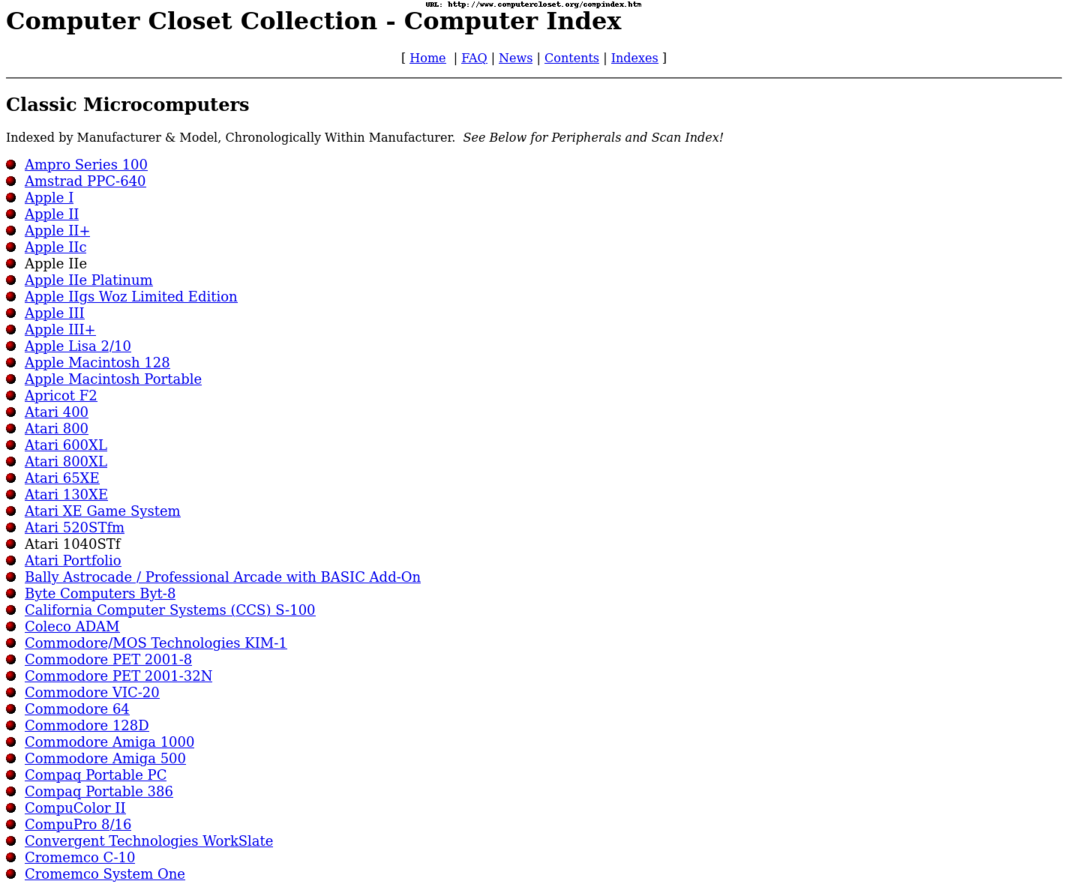 URL: http://www.computercloset.org/compindex.htm
Computer Closet Collection - Computer Index
[ Home | FAQ | News | Contents | Indexes ]
Classic Microcomputers
Indexed by Manufacturer & Model, Chronologically Within Manufacturer. See Below for Peripherals and Scan Index!
Ampro Series 100
Amstrad PPC-640
Apple I
Apple II
Apple II+
Apple IIc
Apple IIe
Apple IIe Platinum
Apple IIgs Woz Limited Edition
Apple III
Apple III+
Apple Lisa 2/10
Apple Macintosh 128
Apple Macintosh Portable
Apricot F2
Atari 400
Atari 800
Atari 600XL
Atari 800XL
Atari 65XE
Atari 130XE
Atari XE Game System
Atari 520STfm
Atari 1040STf
Atari Portfolio
Bally Astrocade / Professional Arcade with BASIC Add-On
Byte Computers Byt-8
California Computer Systems (CCS) S-100
Coleco ADAM
Commodore/MOS Technologies KIM-1
Commodore PET 2001-8
Commodore PET 2001-32N
Commodore VIC-20
Commodore 64
Commodore 128D
Commodore Amiga 1000
Commodore Amiga 500
Compaq Portable PC
Compaq Portable 386
CompuColor II
CompuPro 8/16
Convergent Technologies WorkSlate
Cromemco C-10
Cromemco System One